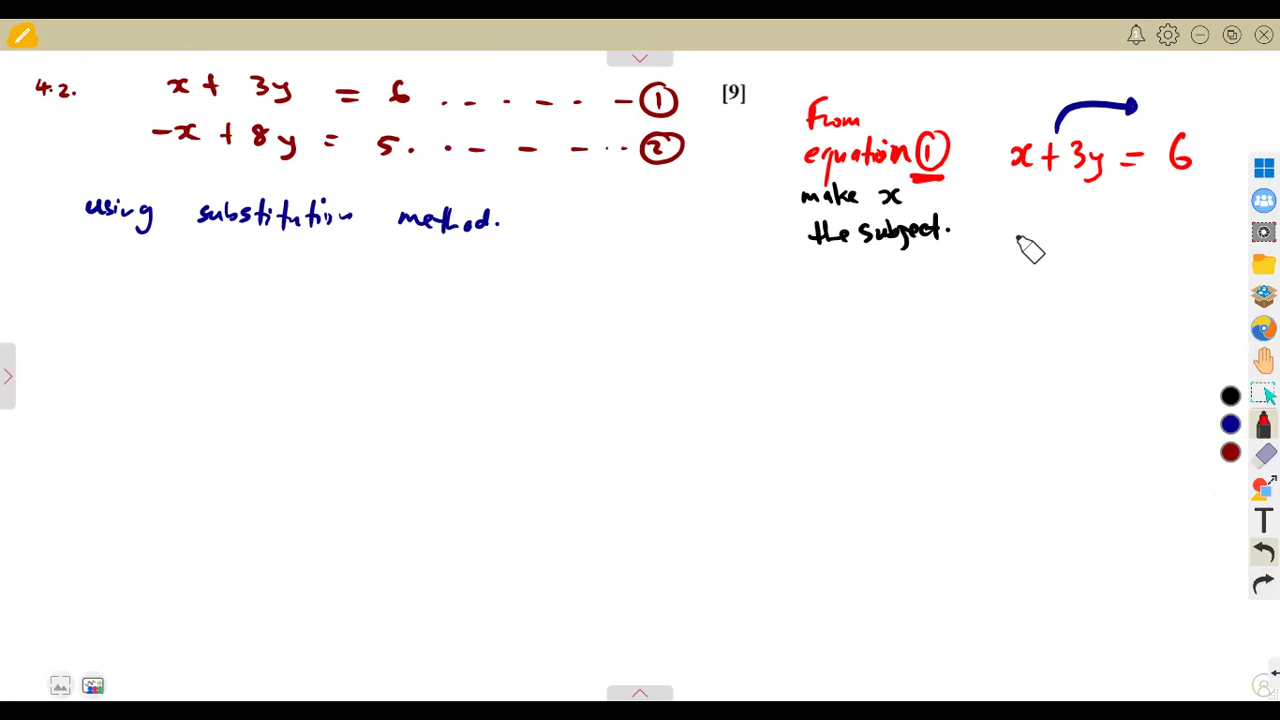 4.2. x + 3y = 6 . . - . - . - ①
-x + 8y = 5 . . - - - . . ②
using substitution method.
[9]
From
equation ① x + 3y = 6
make x
the subject.
T